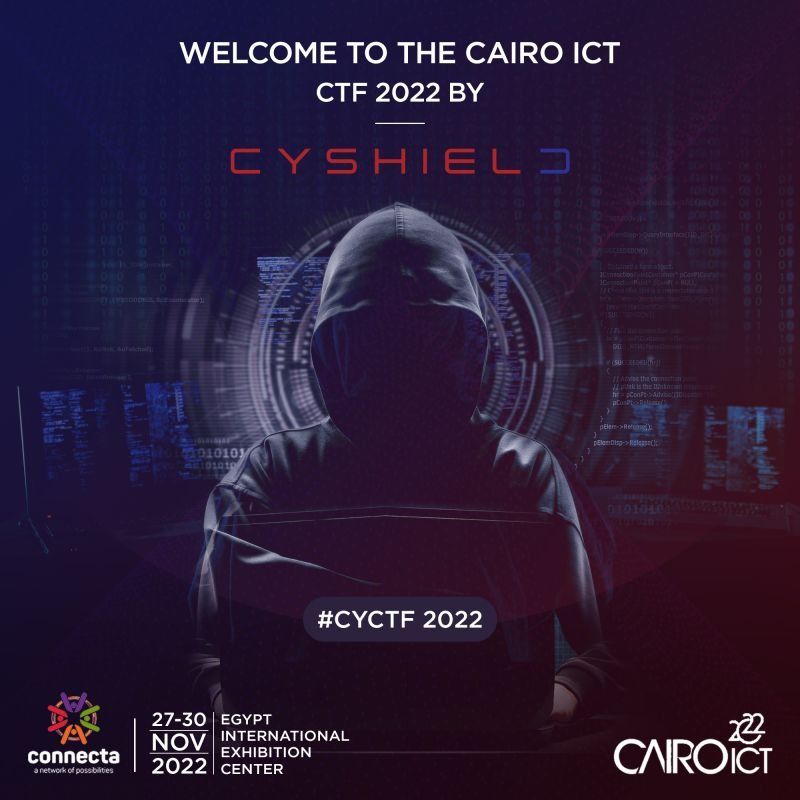 WELCOME TO THE CAIRO ICT
CTF 2022 BY
CYSHIELD
#CYCTF 2022
connecta
a network of possibilities
27-30
NOV
2022
EGYPT
INTERNATIONAL
EXHIBITION
CENTER
2022
CAIRO ICT